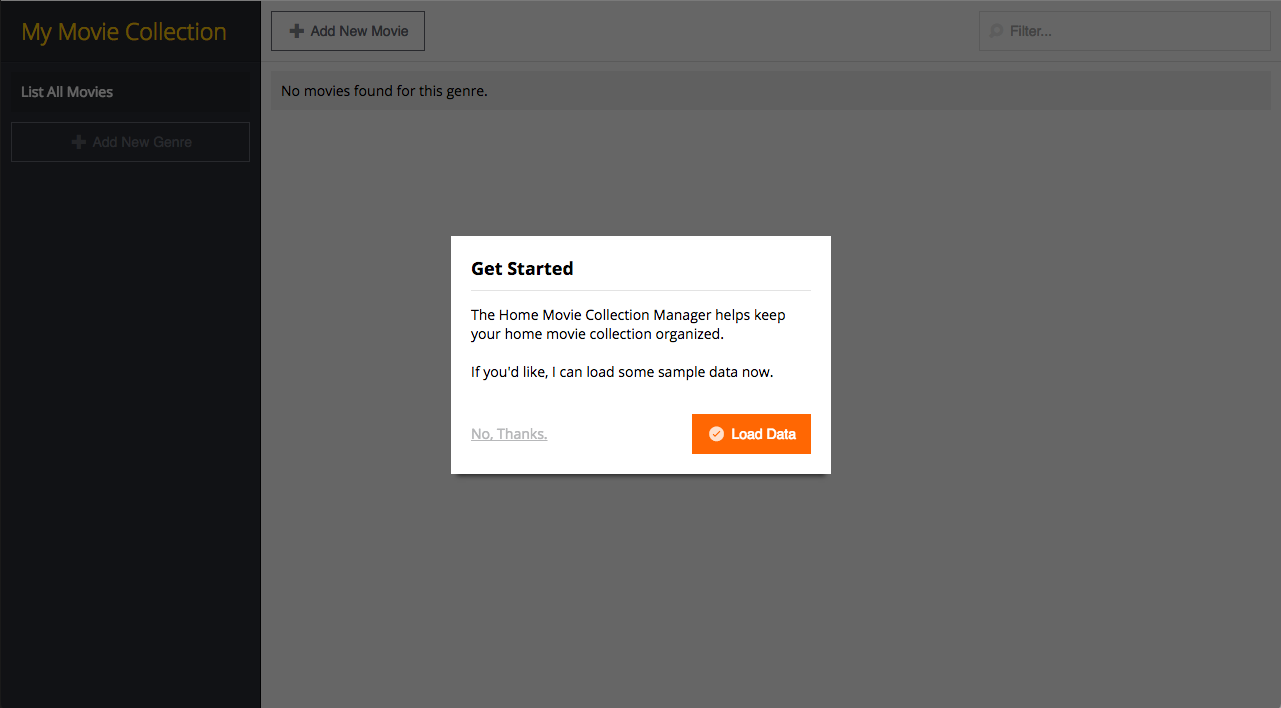 My Movie Collection
Add New Movie
Filter...
List All Movies
No movies found for this genre.
Add New Genre
Get Started
The Home Movie Collection Manager helps keep
your home movie collection organized.
If you'd like, I can load some sample data now.
No, Thanks.
Load Data